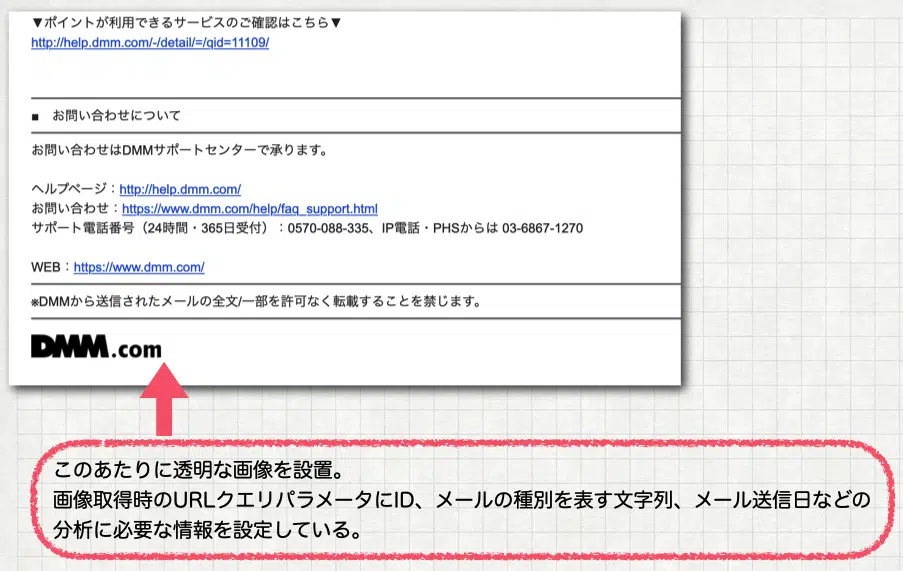 ▼ポイントが利用できるサービスのご確認はこちら▼
http://help.dmm.com/-/detail/=/qid=11109/
■　お問い合わせについて
お問い合わせはDMMサポートセンターで承ります。
ヘルプページ：http://help.dmm.com/
お問い合わせ：https://www.dmm.com/help/faq_support.html
サポート電話番号（24時間・365日受付）：0570-088-335、IP電話・PHSからは 03-6867-1270
WEB：https://www.dmm.com/
※DMMから送信されたメールの全文/一部を許可なく転載することを禁じます。
DMM.com
このあたりに透明な画像を設置。
画像取得時のURLクエリパラメータにID、メールの種別を表す文字列、メール送信日などの
分析に必要な情報を設定している。